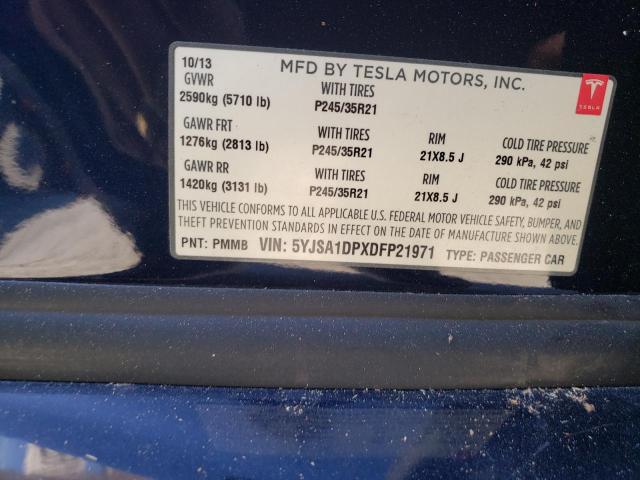 10/13 MFD BY TESLA MOTORS, INC.
GVWR WITH TIRES
2590kg (5710 lb) P245/35R21
TESLA
GAWR FRT WITH TIRES RIM COLD TIRE PRESSURE
1276kg (2813 lb) P245/35R21 21X8.5 J 290 kPa, 42 psi
GAWR RR WITH TIRES RIM COLD TIRE PRESSURE
1420kg (3131 lb) P245/35R21 21X8.5 J 290 kPa, 42 psi
THIS VEHICLE CONFORMS TO ALL APPLICABLE U.S. FEDERAL MOTOR VEHICLE SAFETY, BUMPER, AND
THEFT PREVENTION STANDARDS IN EFFECT ON THE DATE OF MANUFACTURE SHOWN ABOVE.
PNT: PMMB VIN: 5YJSA1DPXDFP21971 TYPE: PASSENGER CAR